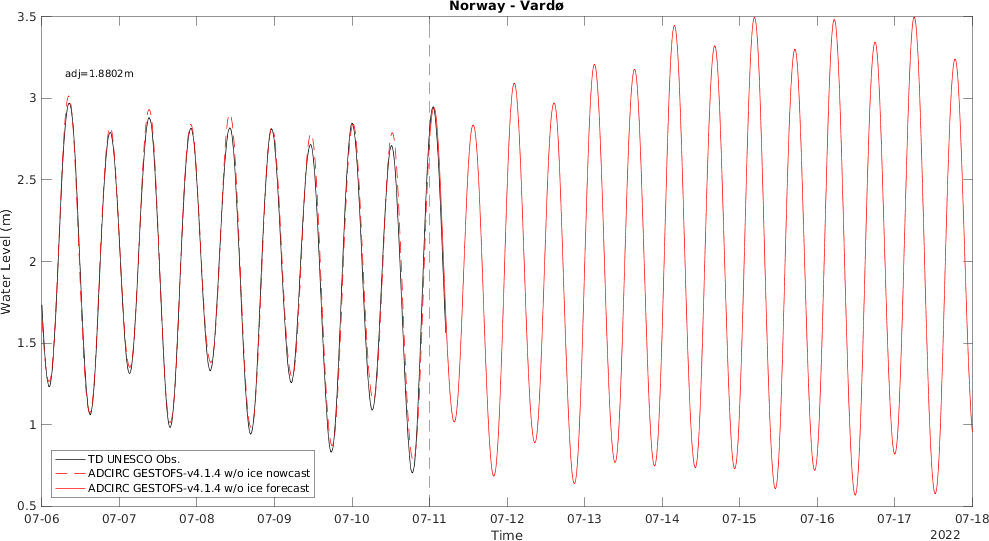 Norway - Vardø
adj=1.8802m
Water Level (m)
3.5
3
2.5
2
1.5
1
0.5
TD UNESCO Obs.
ADCIRC GESTOFS-v4.1.4 w/o ice nowcast
ADCIRC GESTOFS-v4.1.4 w/o ice forecast
07-06 07-07 07-08 07-09 07-10 07-11 07-12 07-13 07-14 07-15 07-16 07-17 07-18
Time
2022